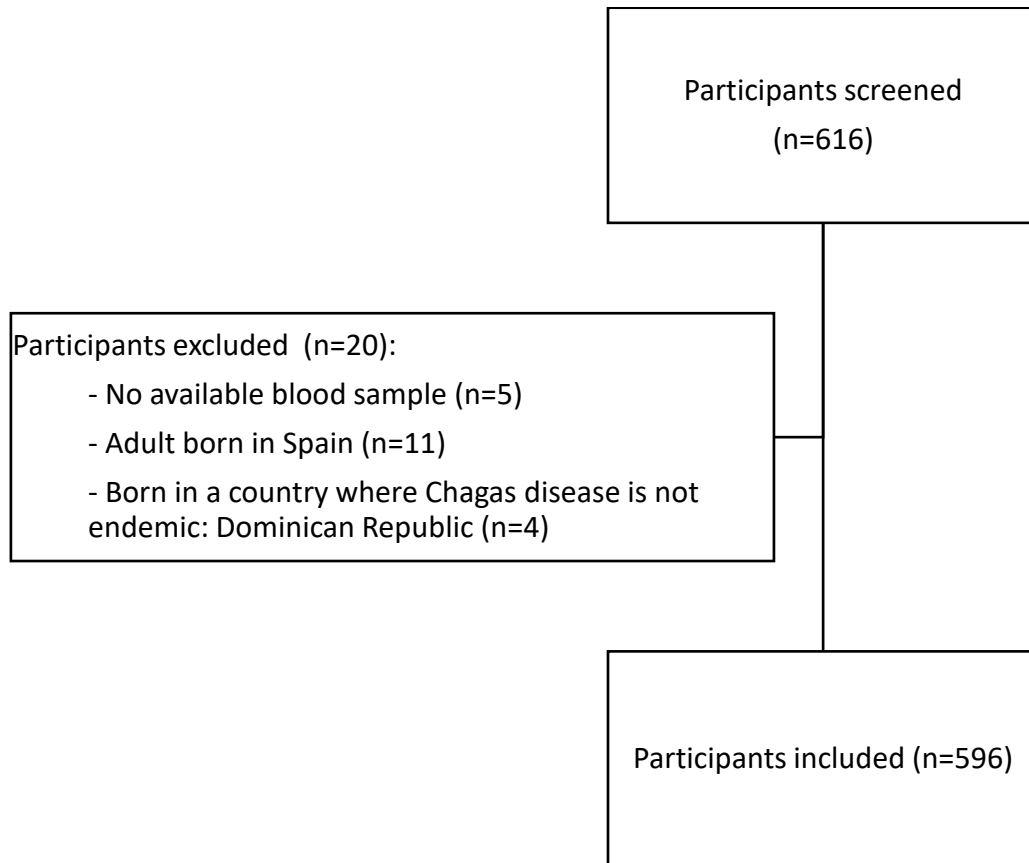 Participants screened
(n=616)
Participants excluded  (n=20):
- No available blood sample (n=5)
- Adult born in Spain (n=11)
- Born in a country where Chagas disease is not
endemic: Dominican Republic (n=4)
Participants included (n=596)